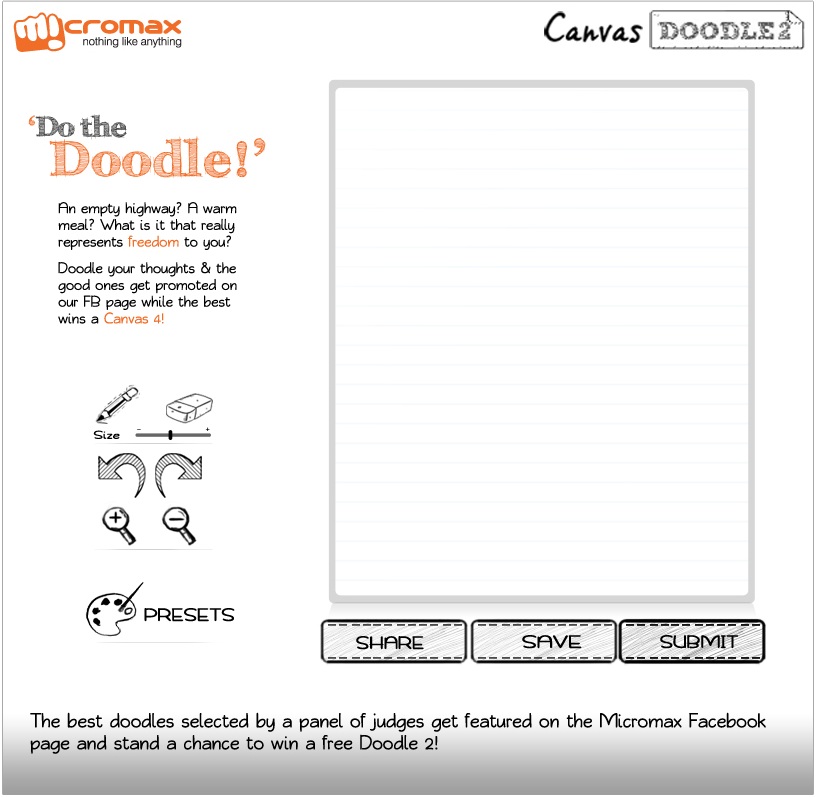 micromax
nothing like anything
Canvas DOODLE 2
'Do the
Doodle!'
An empty highway? A warm
meal? What is it that really
represents freedom to you?
Doodle your thoughts & the
good ones get promoted on
our FB page while the best
wins a Canvas 4!
Size - +
PRESETS
SHARE SAVE SUBMIT
The best doodles selected by a panel of judges get featured on the Micromax Facebook
page and stand a chance to win a free Doodle 2!